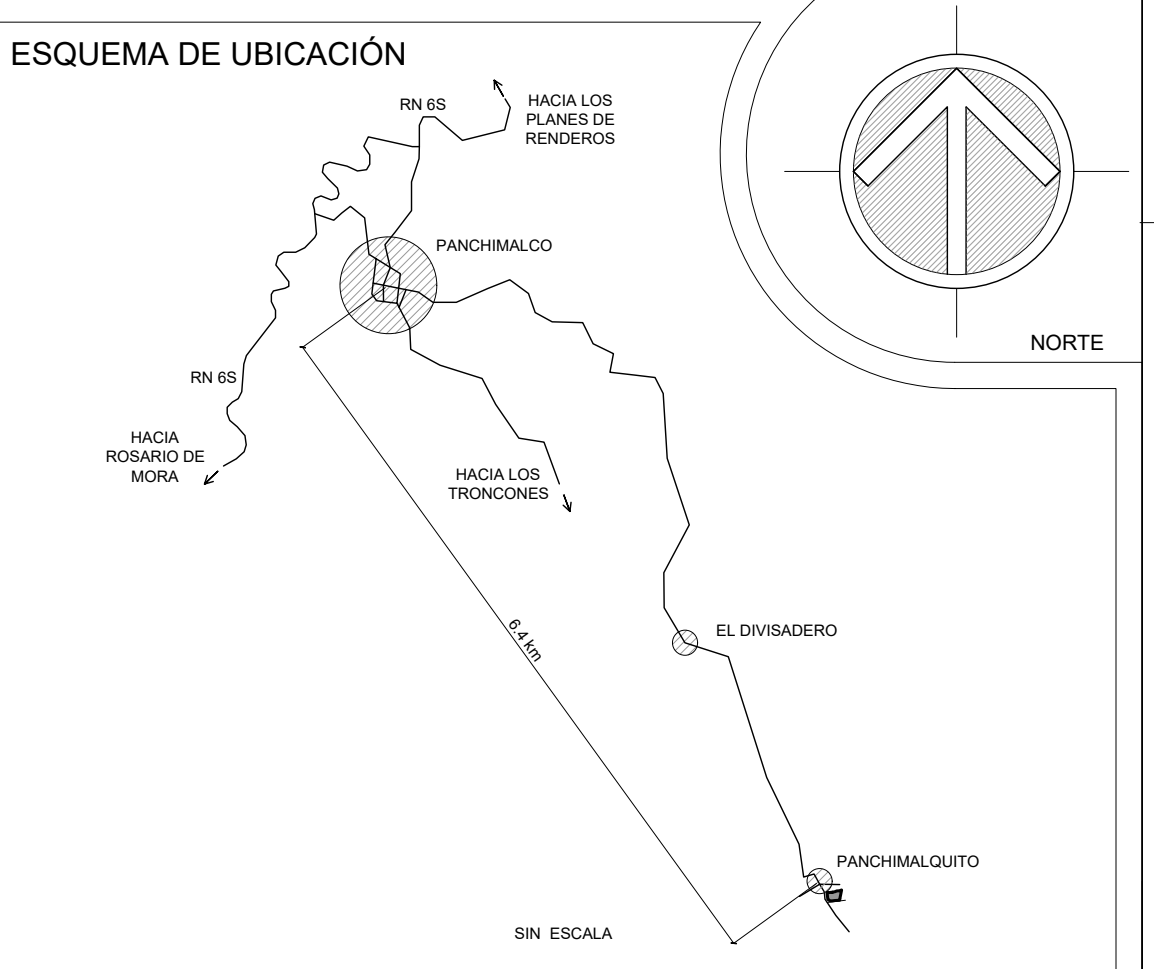 ESQUEMA DE UBICACIÓN
RN 6S
HACIA LOS
PLANES DE
RENDEROS
PANCHIMALCO
NORTE
RN 6S
HACIA
ROSARIO DE
MORA
HACIA LOS
TRONCONES
6.4 km
EL DIVISADERO
PANCHIMALQUITO
SIN ESCALA